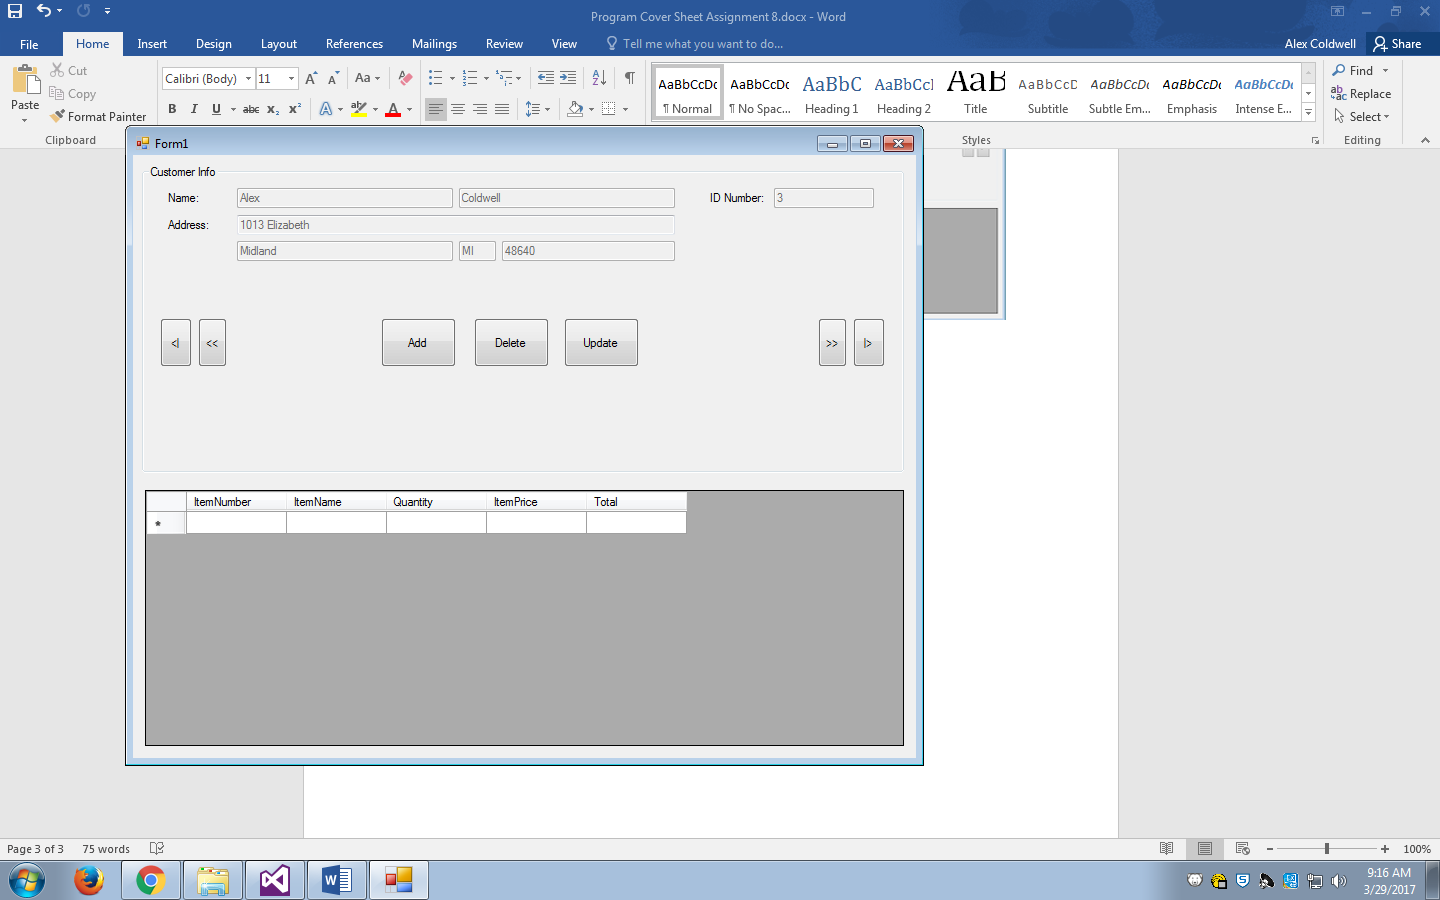 Program Cover Sheet Assignment 8.docx - Word
File Home Insert Design Layout References Mailings Review View Tell me what you want to do... Alex Coldwell Share
Paste
Cut
Copy
Format Painter
Clipboard
Calibri (Body) 11 Aa
B I U abc x₂ x² A aby A
AaBbCcDc AaBbCcDc AaBbC AaBbCcI AaB AaBbCcD AaBbCcDc AaBbCcDc AaBbCcDc
¶ Normal ¶ No Spac... Heading 1 Heading 2 Title Subtitle Subtle Em... Emphasis Intense E...
Styles
Find
Replace
Select
Editing
Form1
Customer Info
Name: Alex Coldwell ID Number: 3
Address: 1013 Elizabeth
Midland MI 48640
<| << Add Delete Update >> |>
ItemNumber ItemName Quantity ItemPrice Total
*
Page 3 of 3 75 words 100%
9:16 AM
3/29/2017